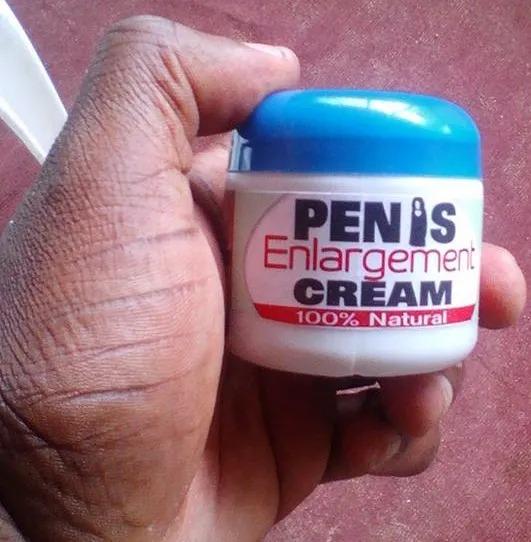 PENIS
Enlargement
CREAM
100% Natural